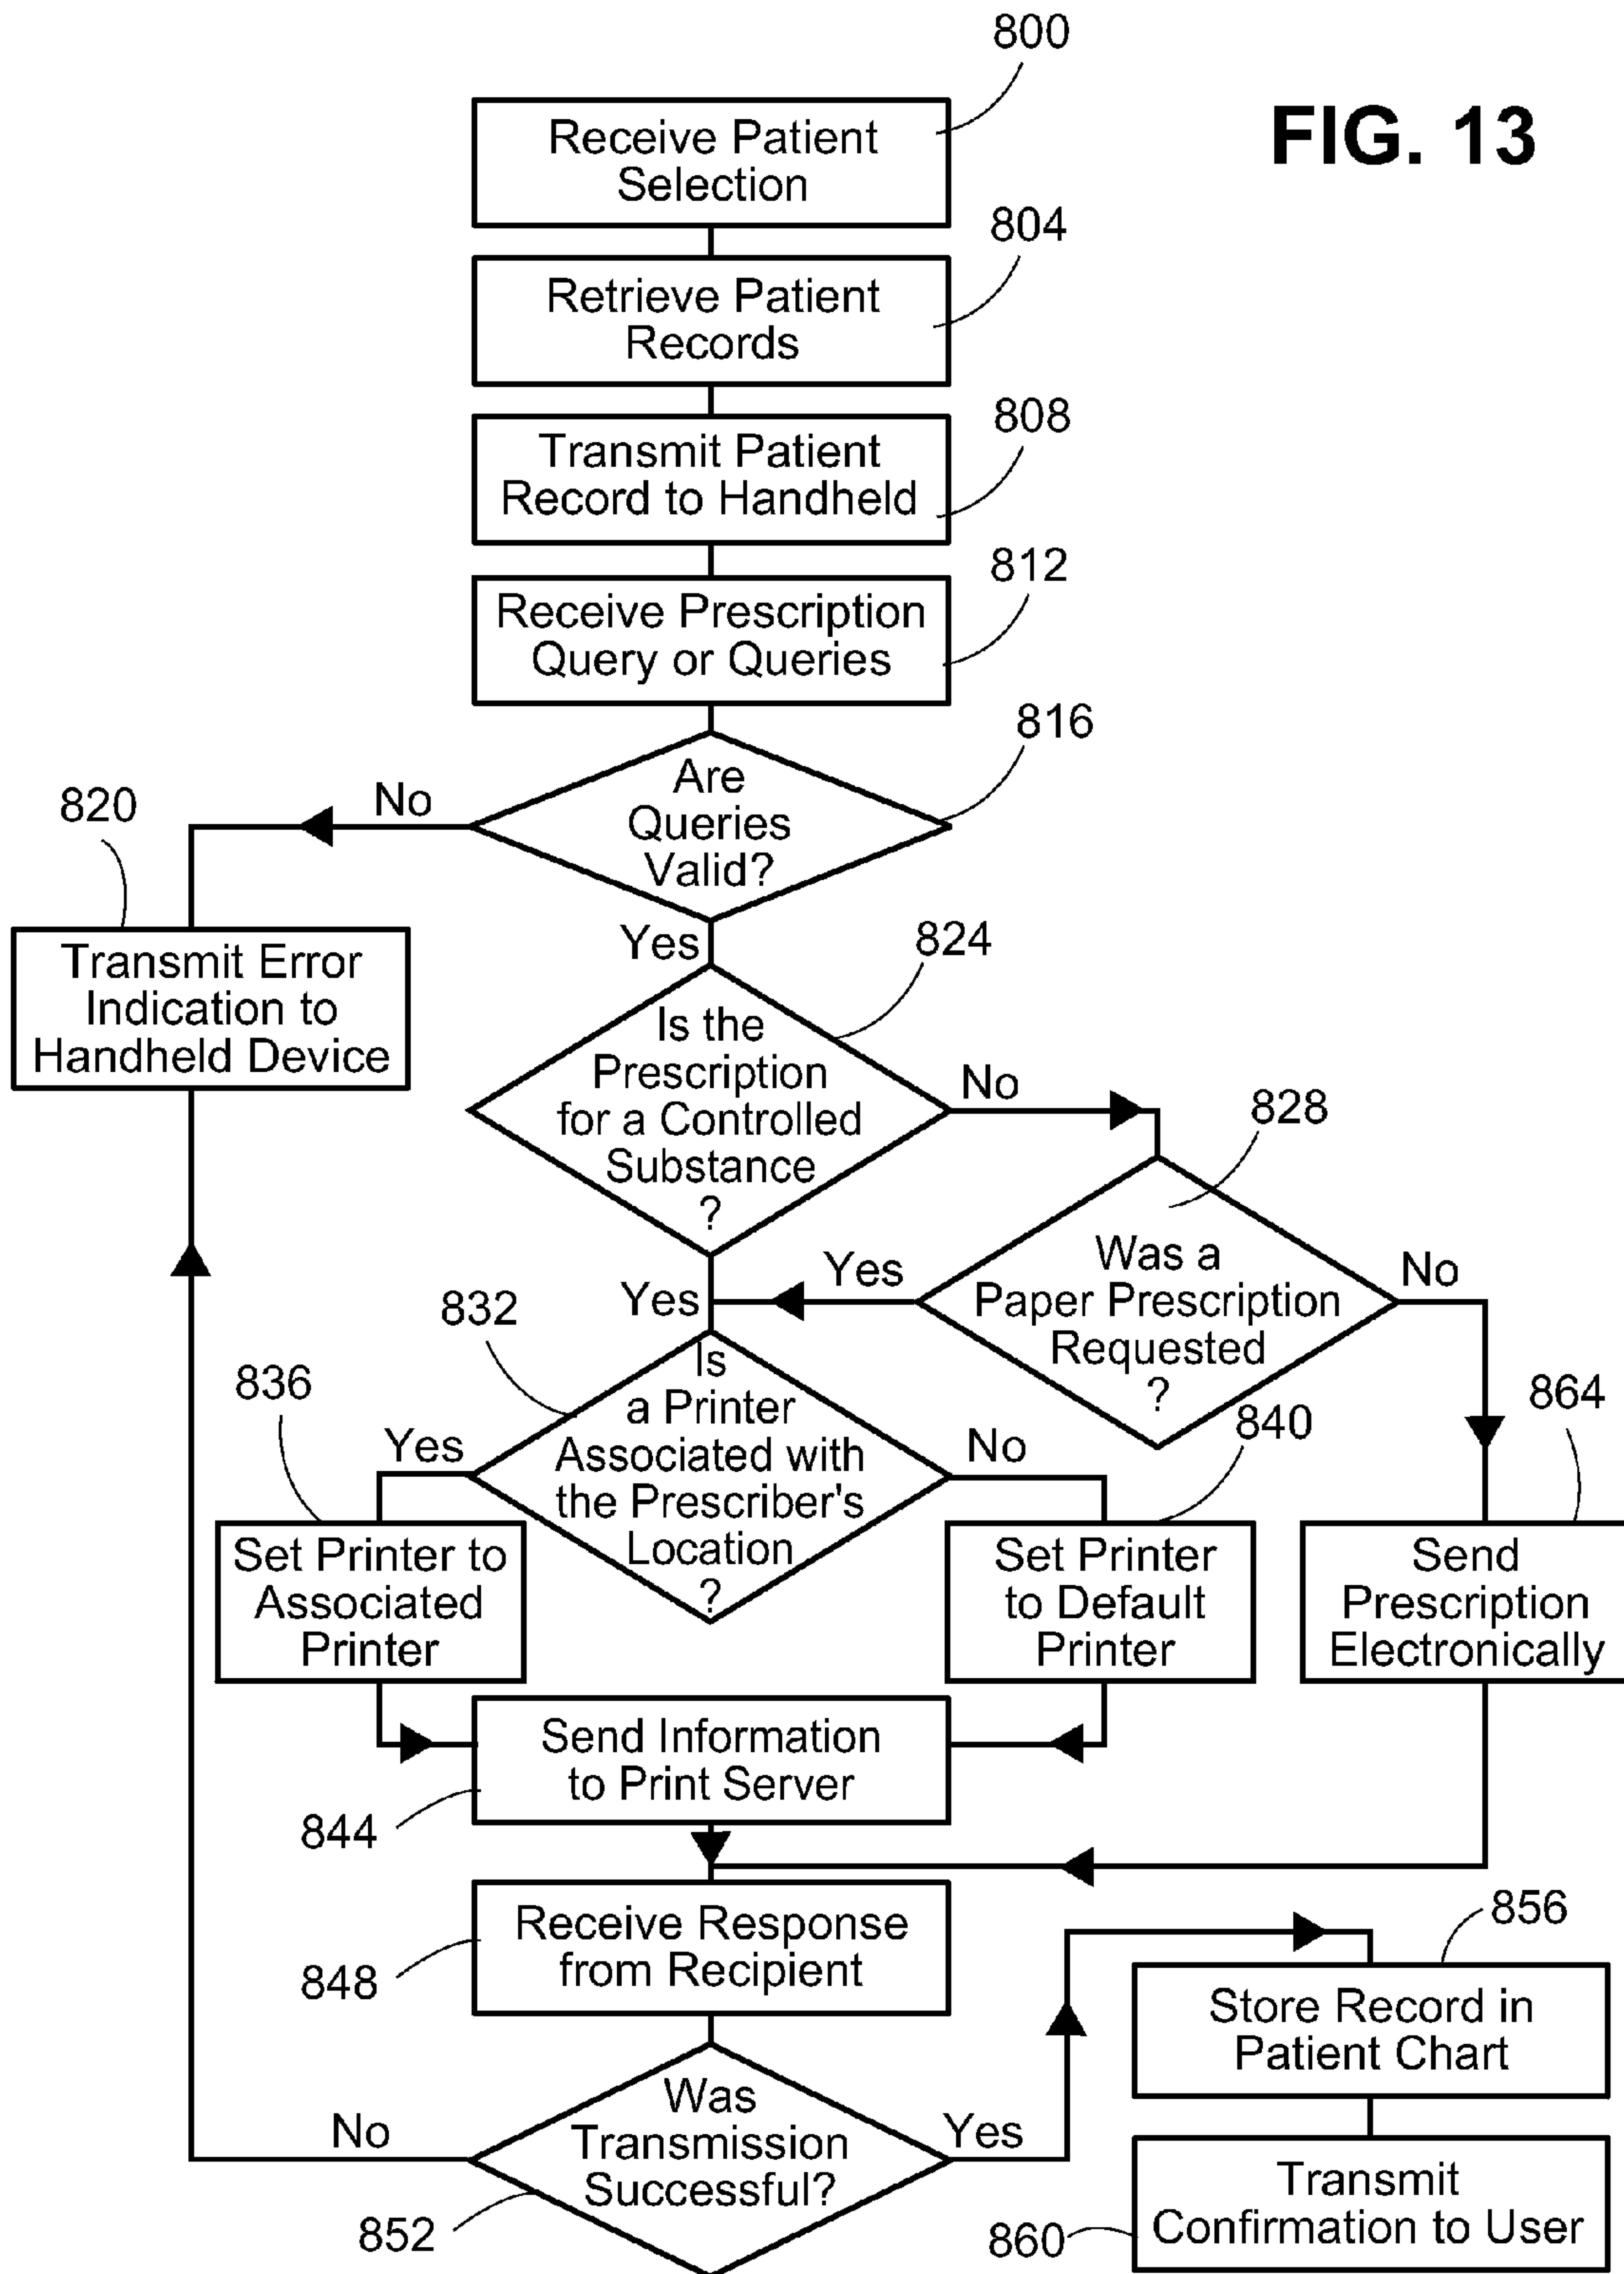 800
FIG. 13
Receive Patient
Selection
804
Retrieve Patient
Records
808
Transmit Patient
Record to Handheld
812
Receive Prescription
Query or Queries
816
Are
Queries
Valid?
No
820
Transmit Error
Indication to
Handheld Device
Yes
824
Is the
Prescription
for a Controlled
Substance
?
No
828
Was a
Paper Prescription
Requested
?
Yes
Yes
No
832
Is
a Printer
Associated with
the Prescriber's
Location
?
836
Yes
No
840
864
Set Printer to
Associated
Printer
Set Printer
to Default
Printer
Send
Prescription
Electronically
Send Information
to Print Server
844
Receive Response
from Recipient
848
856
Store Record in
Patient Chart
Was
Transmission
Successful?
No
Yes
852
Transmit
Confirmation to User
860